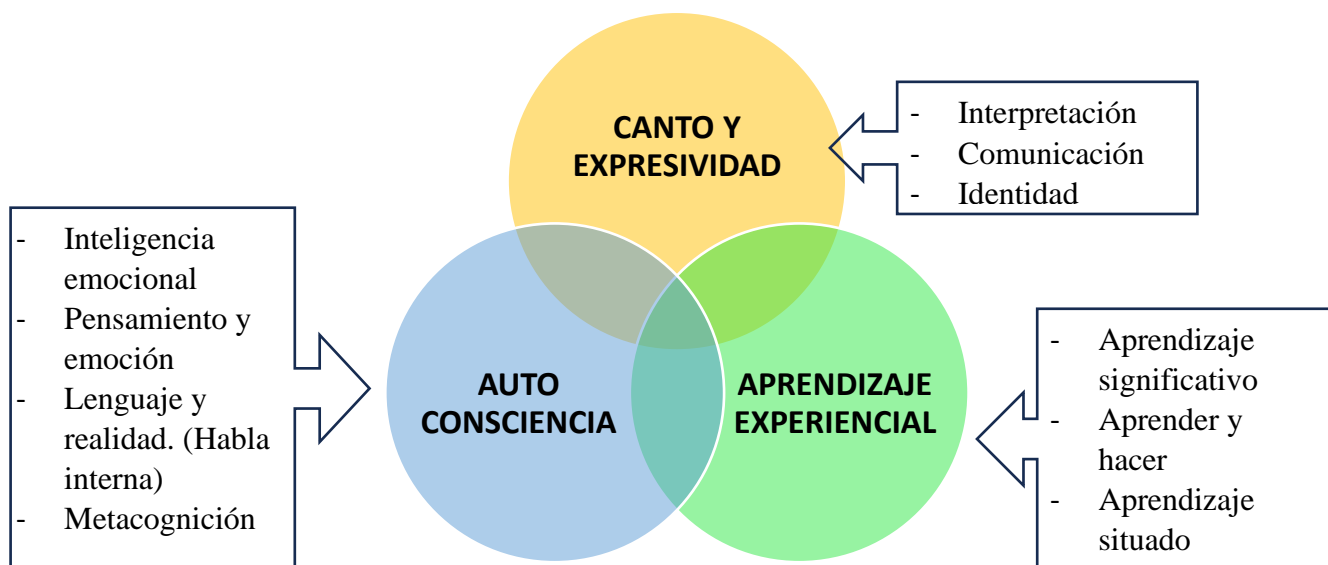 CANTO Y
EXPRESIVIDAD
- Interpretación
- Comunicación
- Identidad
- Inteligencia
emocional
- Pensamiento y
emoción
- Lenguaje y
realidad. (Habla
interna)
- Metacognición
AUTO
CONSCIENCIA
APRENDIZAJE
EXPERIENCIAL
- Aprendizaje
significativo
- Aprender y
hacer
- Aprendizaje
situado